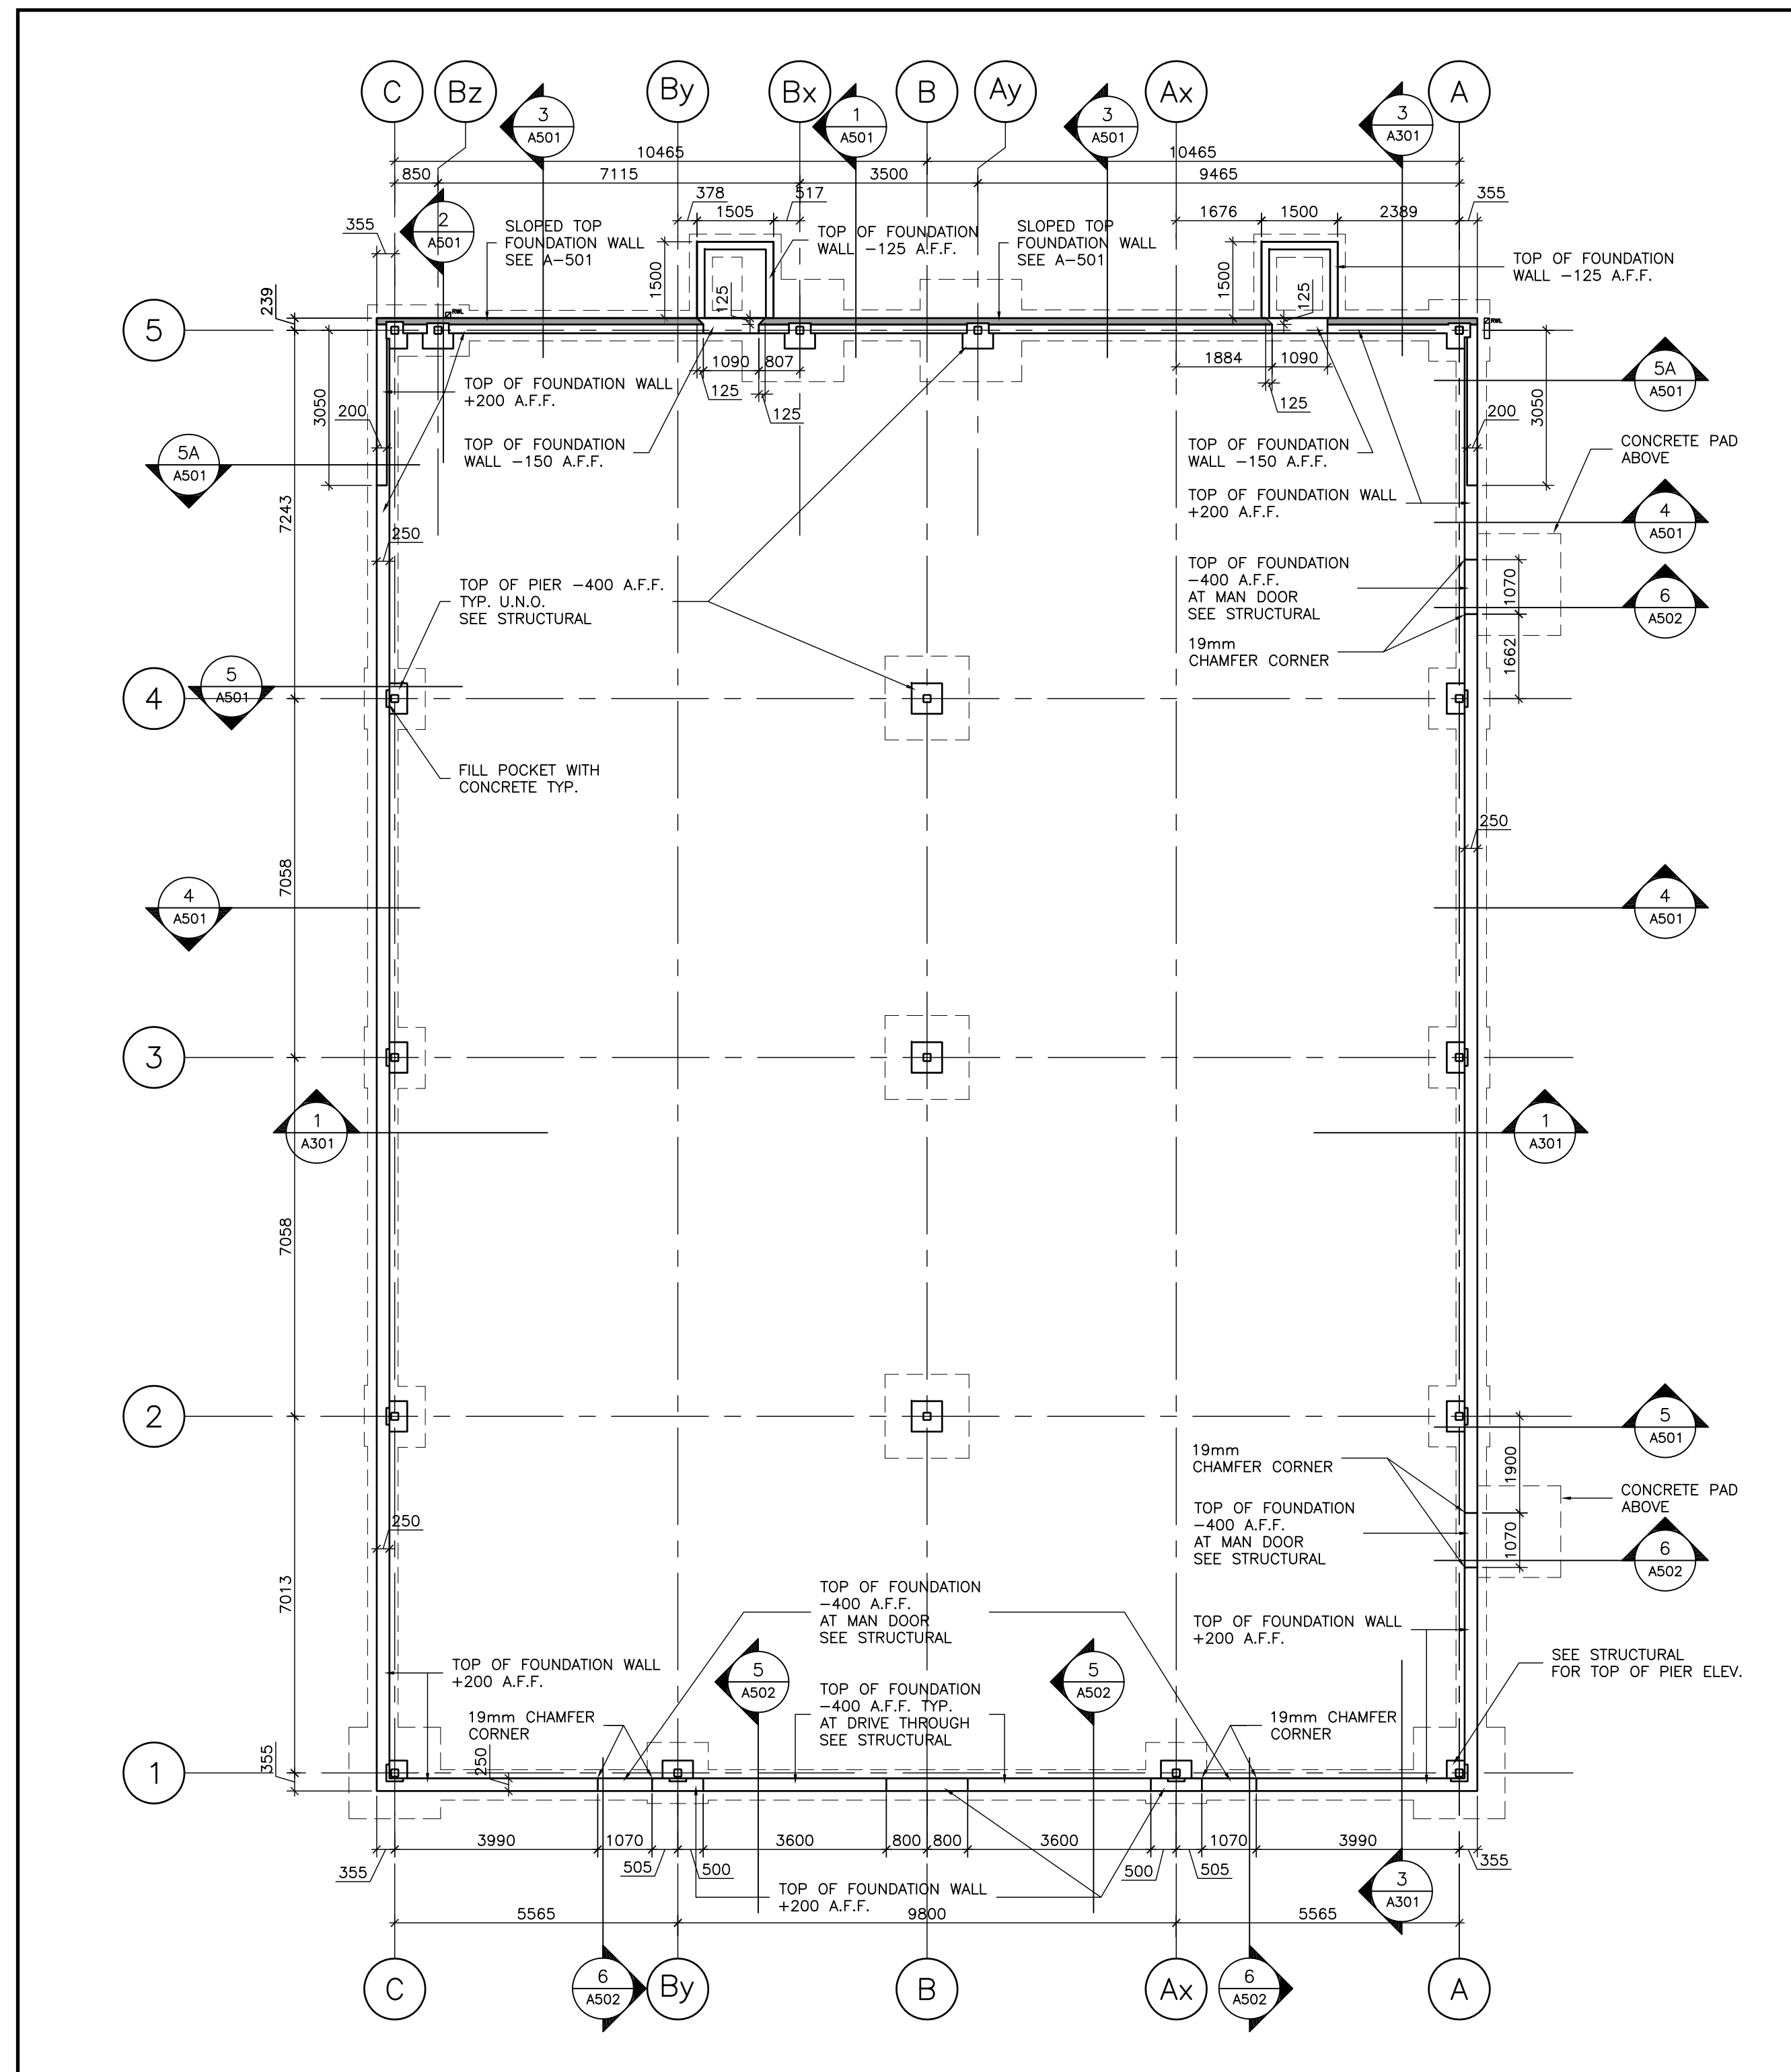 C
Bz
By
Bx
B
Ay
Ax
A
3
A501
1
A501
3
A501
3
A301
10465
10465
850
7115
3500
9465
378
517
355
1505
1676
1500
2389
355
2
A501
SLOPED TOP
FOUNDATION WALL
SEE A-501
TOP OF FOUNDATION
WALL -125 A.F.F.
SLOPED TOP
FOUNDATION WALL
SEE A-501
TOP OF FOUNDATION
WALL -125 A.F.F.
1500
125
1500
125
239
5
RWL
RWL
1090
807
1884
1090
125
125
125
3050
200
TOP OF FOUNDATION WALL
+200 A.F.F.
TOP OF FOUNDATION
WALL -150 A.F.F.
TOP OF FOUNDATION
WALL -150 A.F.F.
TOP OF FOUNDATION WALL
+200 A.F.F.
3050
200
5A
A501
CONCRETE PAD
ABOVE
5A
A501
4
A501
7243
250
TOP OF PIER -400 A.F.F.
TYP. U.N.O.
SEE STRUCTURAL
TOP OF FOUNDATION
-400 A.F.F.
AT MAN DOOR
SEE STRUCTURAL
19mm
CHAMFER CORNER
1070
1662
6
A502
5
A501
4
FILL POCKET WITH
CONCRETE TYP.
250
7058
4
A501
4
A501
3
1
A301
1
A301
7058
2
5
A501
19mm
CHAMFER CORNER
1900
TOP OF FOUNDATION
-400 A.F.F.
AT MAN DOOR
SEE STRUCTURAL
1070
CONCRETE PAD
ABOVE
6
A502
250
7013
TOP OF FOUNDATION
-400 A.F.F.
AT MAN DOOR
SEE STRUCTURAL
TOP OF FOUNDATION WALL
+200 A.F.F.
TOP OF FOUNDATION WALL
+200 A.F.F.
5
A502
5
A502
SEE STRUCTURAL
FOR TOP OF PIER ELEV.
TOP OF FOUNDATION
-400 A.F.F. TYP.
AT DRIVE THROUGH
SEE STRUCTURAL
19mm CHAMFER
CORNER
19mm CHAMFER
CORNER
250
355
1
3990
1070
3600
800
800
3600
1070
3990
355
505
500
500
505
355
TOP OF FOUNDATION WALL
+200 A.F.F.
3
A301
5565
9800
5565
6
A502
6
A502
C
By
B
Ax
A